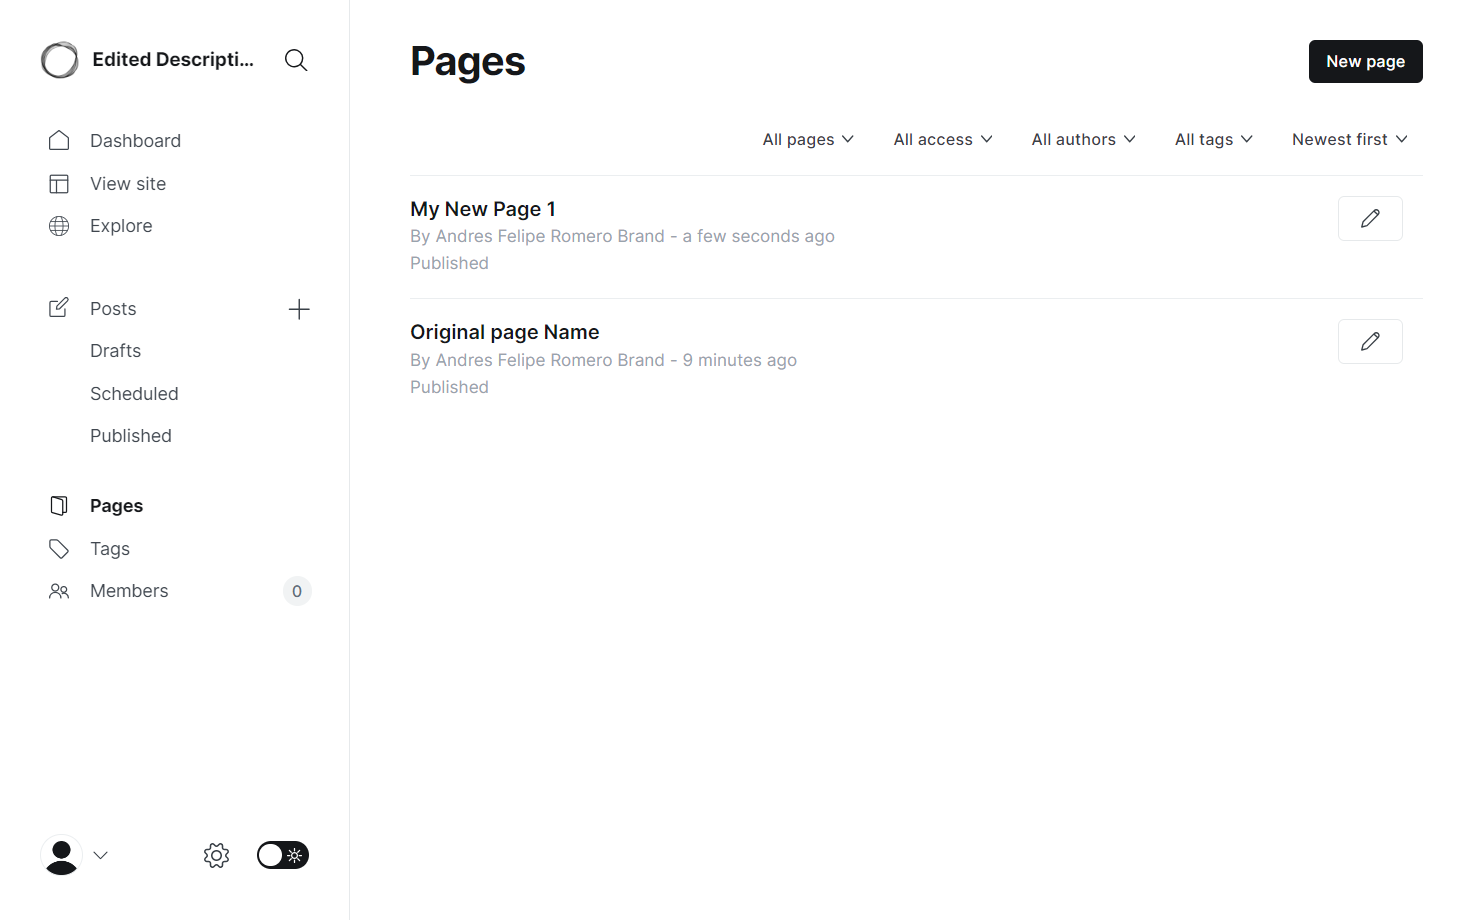 Edited Descripti...
Dashboard
View site
Explore
Posts
Drafts
Scheduled
Published
Pages
Tags
Members 0
Pages
New page
All pages All access All authors All tags Newest first
My New Page 1
By Andres Felipe Romero Brand - a few seconds ago
Published
Original page Name
By Andres Felipe Romero Brand - 9 minutes ago
Published